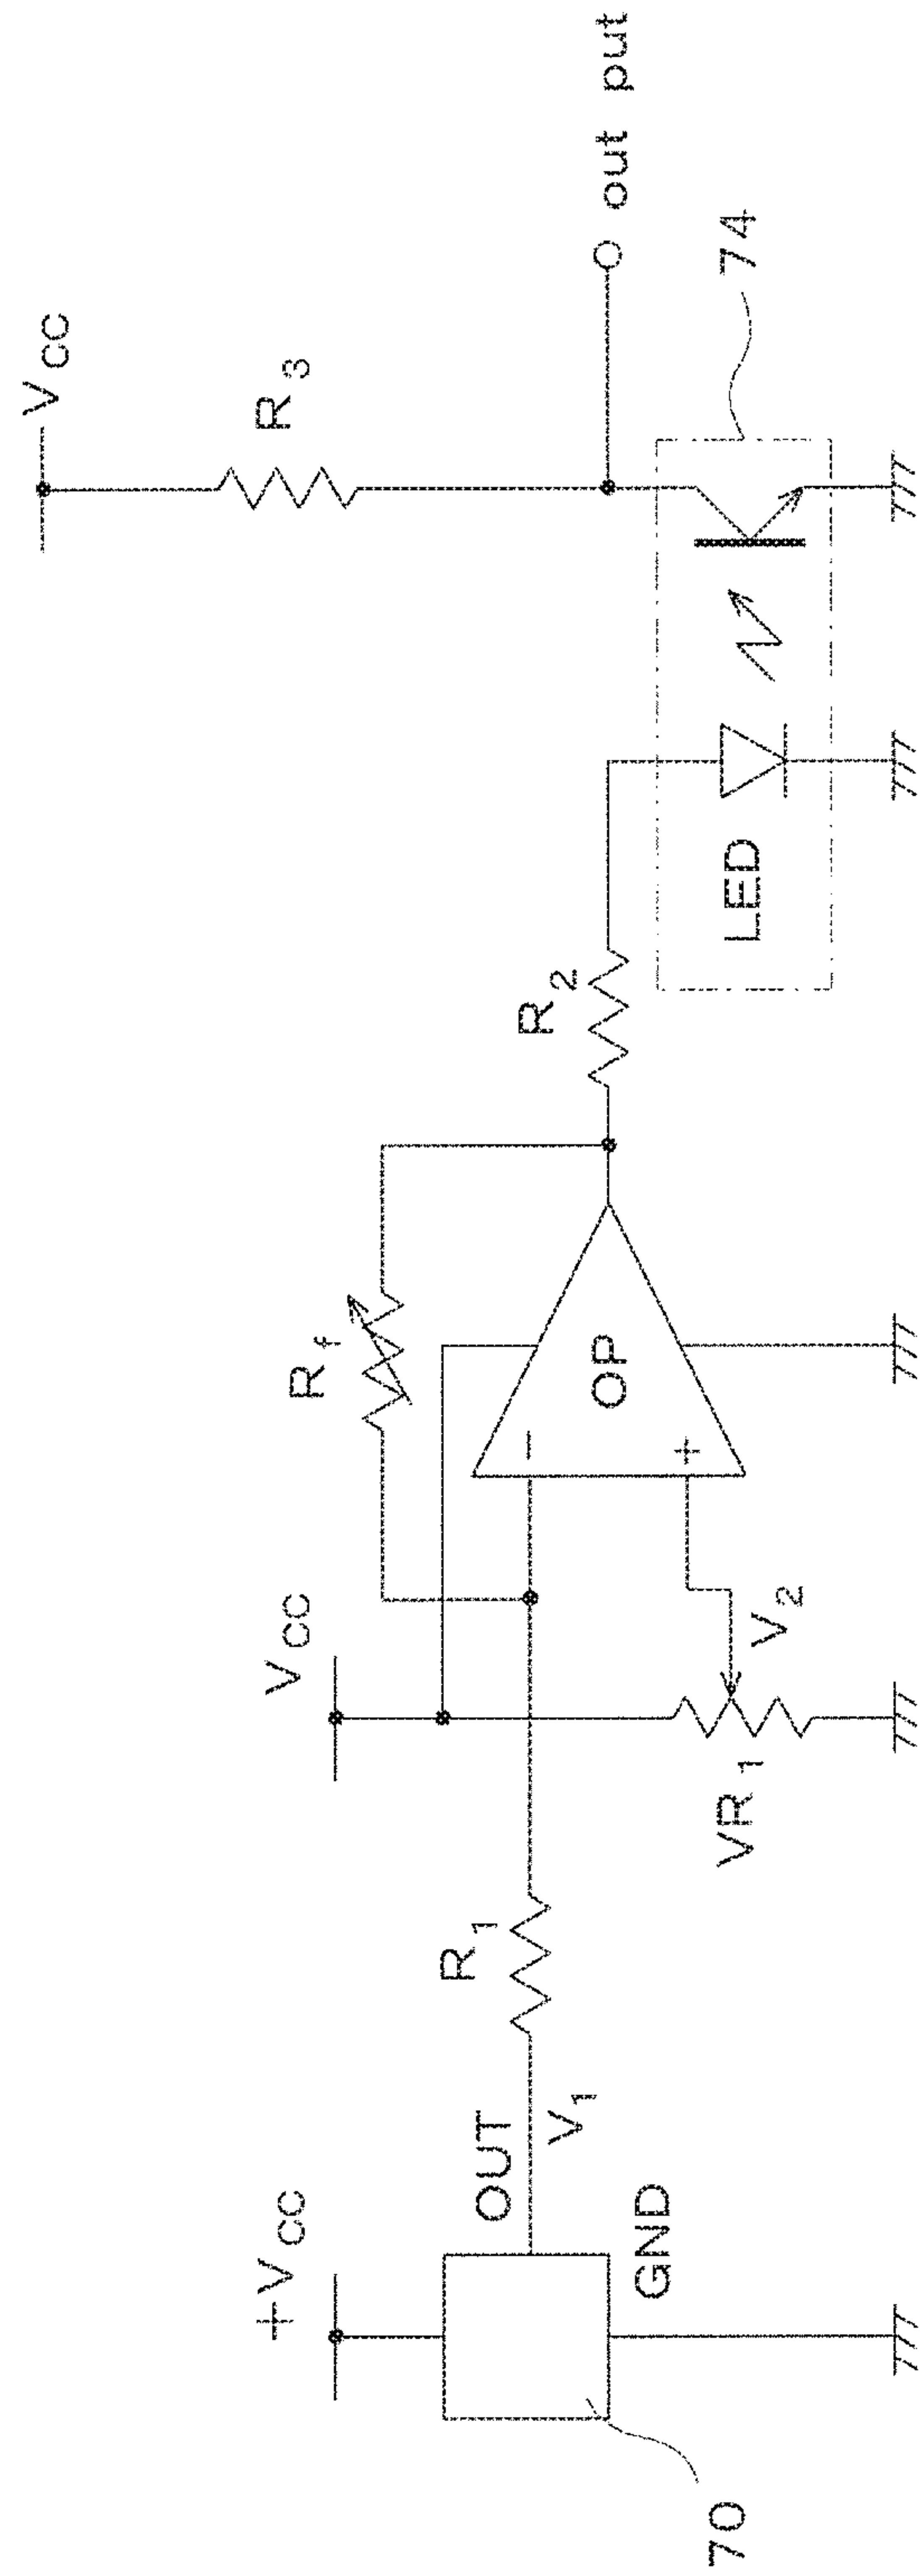 +VCC
OUT
V1
GND
70
R1
VCC
VR1
V2
Rf
−
+
OP
R2
LED
74
VCC
R3
out put